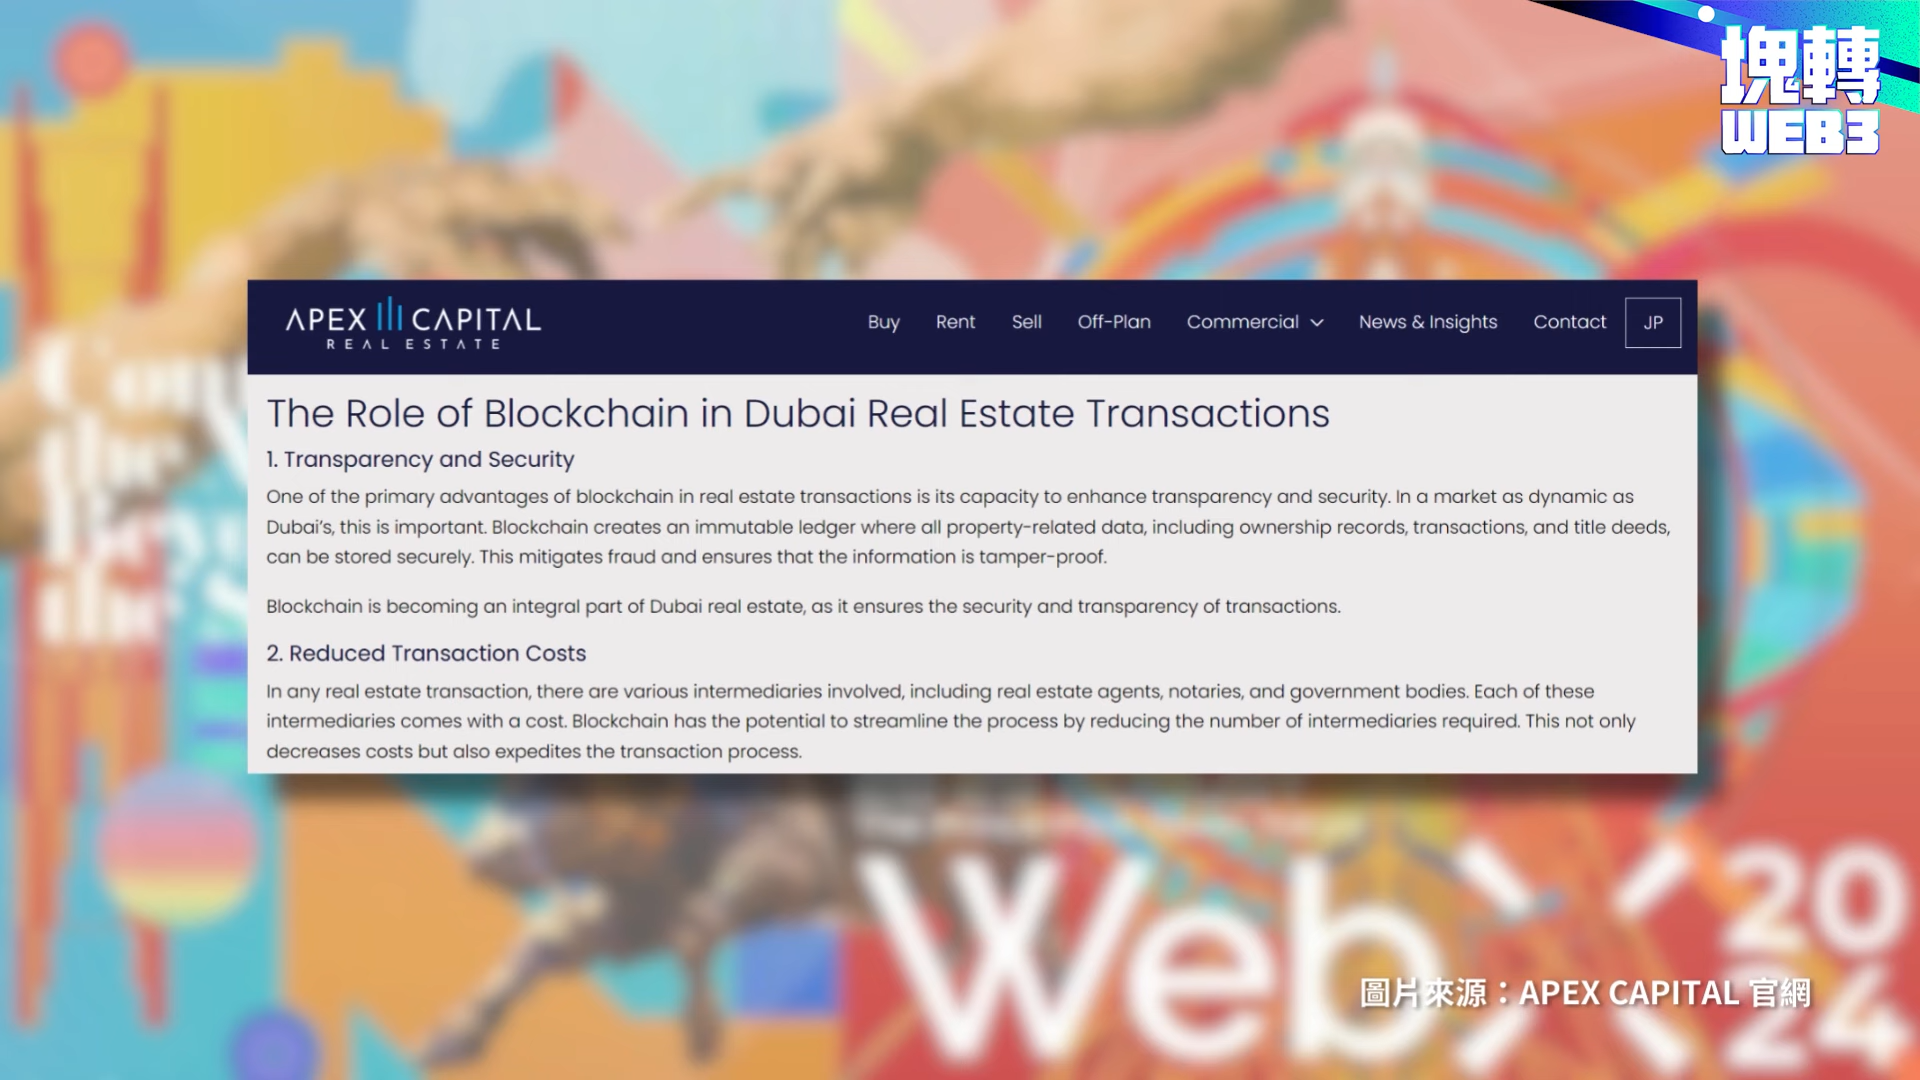 塊轉
WEB3
APEX CAPITAL
REAL ESTATE
Buy Rent Sell Off-Plan Commercial News & Insights Contact JP
The Role of Blockchain in Dubai Real Estate Transactions
1. Transparency and Security
One of the primary advantages of blockchain in real estate transactions is its capacity to enhance transparency and security. In a market as dynamic as
Dubai's, this is important. Blockchain creates an immutable ledger where all property-related data, including ownership records, transactions, and title deeds,
can be stored securely. This mitigates fraud and ensures that the information is tamper-proof.
Blockchain is becoming an integral part of Dubai real estate, as it ensures the security and transparency of transactions.
2. Reduced Transaction Costs
In any real estate transaction, there are various intermediaries involved, including real estate agents, notaries, and government bodies. Each of these
intermediaries comes with a cost. Blockchain has the potential to streamline the process by reducing the number of intermediaries required. This not only
decreases costs but also expedites the transaction process.
WebX 20
24
圖片來源：APEX CAPITAL 官網